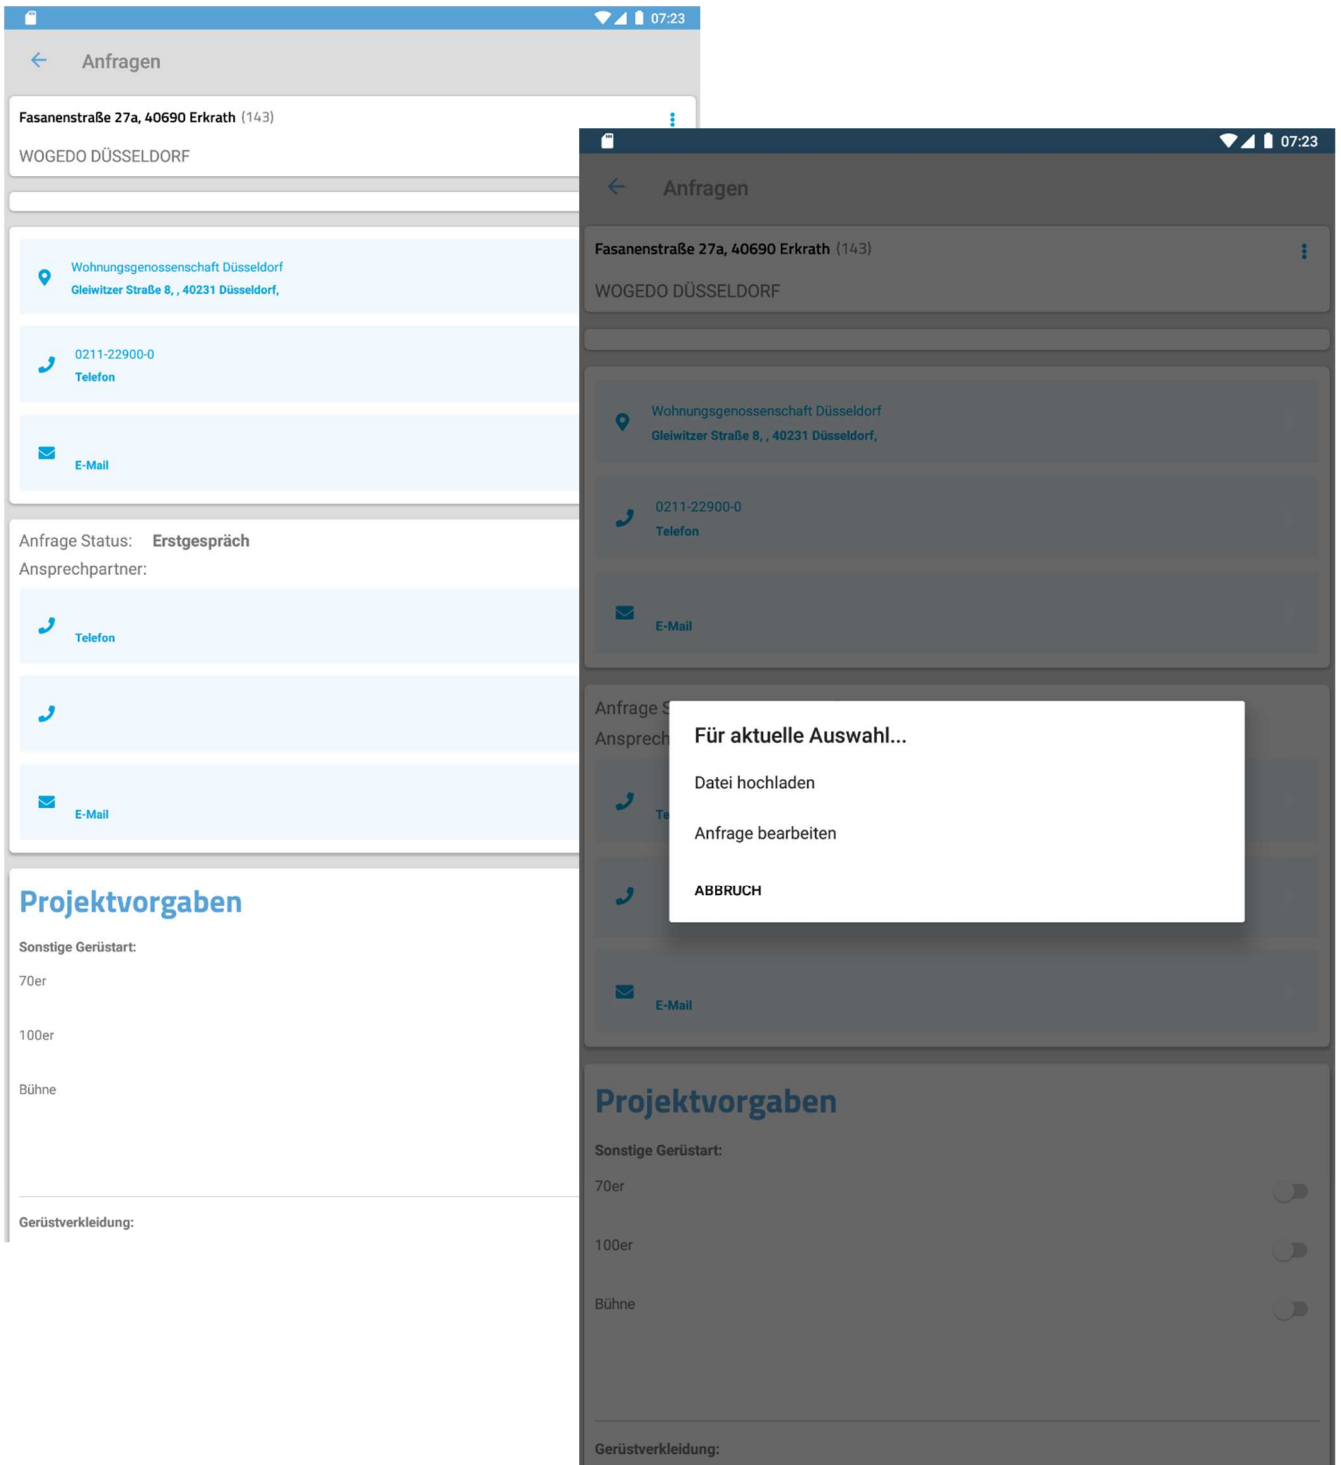 07:23
Anfragen
Fasanenstraße 27a, 40690 Erkrath (143)
WOGEDO DÜSSELDORF
Wohnungsgenossenschaft Düsseldorf
Gleiwitzer Straße 8, , 40231 Düsseldorf,
0211-22900-0
Telefon
E-Mail
Anfrage Status: Erstgespräch
Ansprechpartner:
Telefon
E-Mail
Projektvorgaben
Sonstige Gerüstart:
70er
100er
Bühne
Gerüstverkleidung:
07:23
Anfragen
Fasanenstraße 27a, 40690 Erkrath (143)
WOGEDO DÜSSELDORF
Wohnungsgenossenschaft Düsseldorf
Gleiwitzer Straße 8, , 40231 Düsseldorf,
0211-22900-0
Telefon
E-Mail
Anfrage S
Ansprech
Te
Für aktuelle Auswahl...
Datei hochladen
Anfrage bearbeiten
ABBRUCH
E-Mail
Projektvorgaben
Sonstige Gerüstart:
70er
100er
Bühne
Gerüstverkleidung: